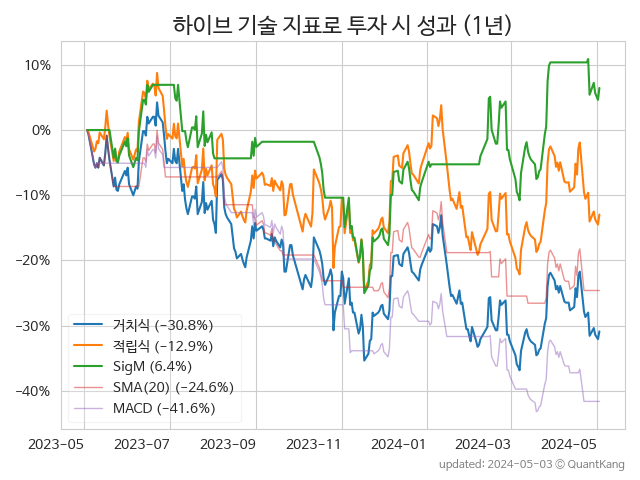 하이브 기술 지표로 투자 시 성과 (1년)
10%
0%
−10%
−20%
−30%
−40%
거치식 (−30.8%)
적립식 (−12.9%)
SigM (6.4%)
SMA(20) (−24.6%)
MACD (−41.6%)
2023-05 2023-07 2023-09 2023-11 2024-01 2024-03 2024-05
updated: 2024-05-03 ⓒ QuantKang